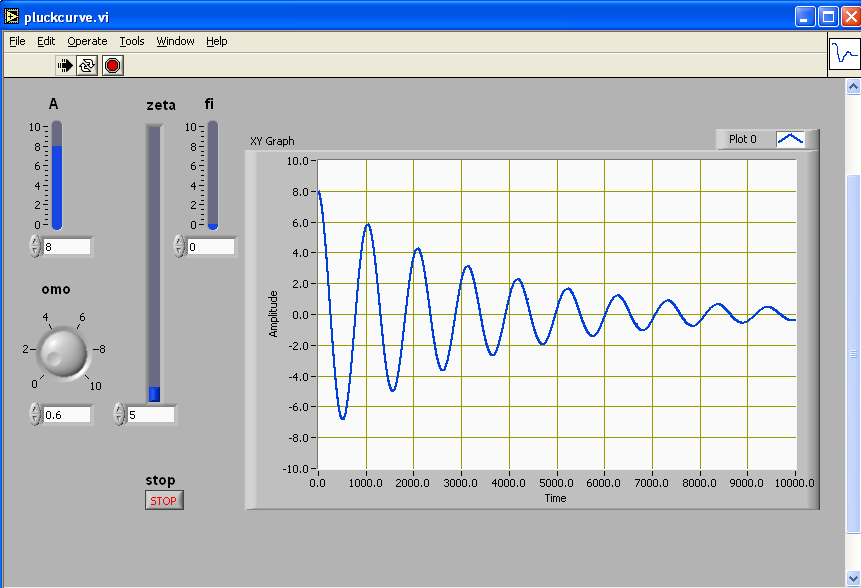 pluckcurve.vi
File Edit Operate Tools Window Help
A
10
8
6
4
2
0
8
zeta
5
fi
10
8
6
4
2
0
0
omo
0
2
4
6
8
10
0.6
stop
STOP
XY Graph
Plot 0
Amplitude
10.0
8.0
6.0
4.0
2.0
0.0
-2.0
-4.0
-6.0
-8.0
-10.0
0.0 1000.0 2000.0 3000.0 4000.0 5000.0 6000.0 7000.0 8000.0 9000.0 10000.0
Time